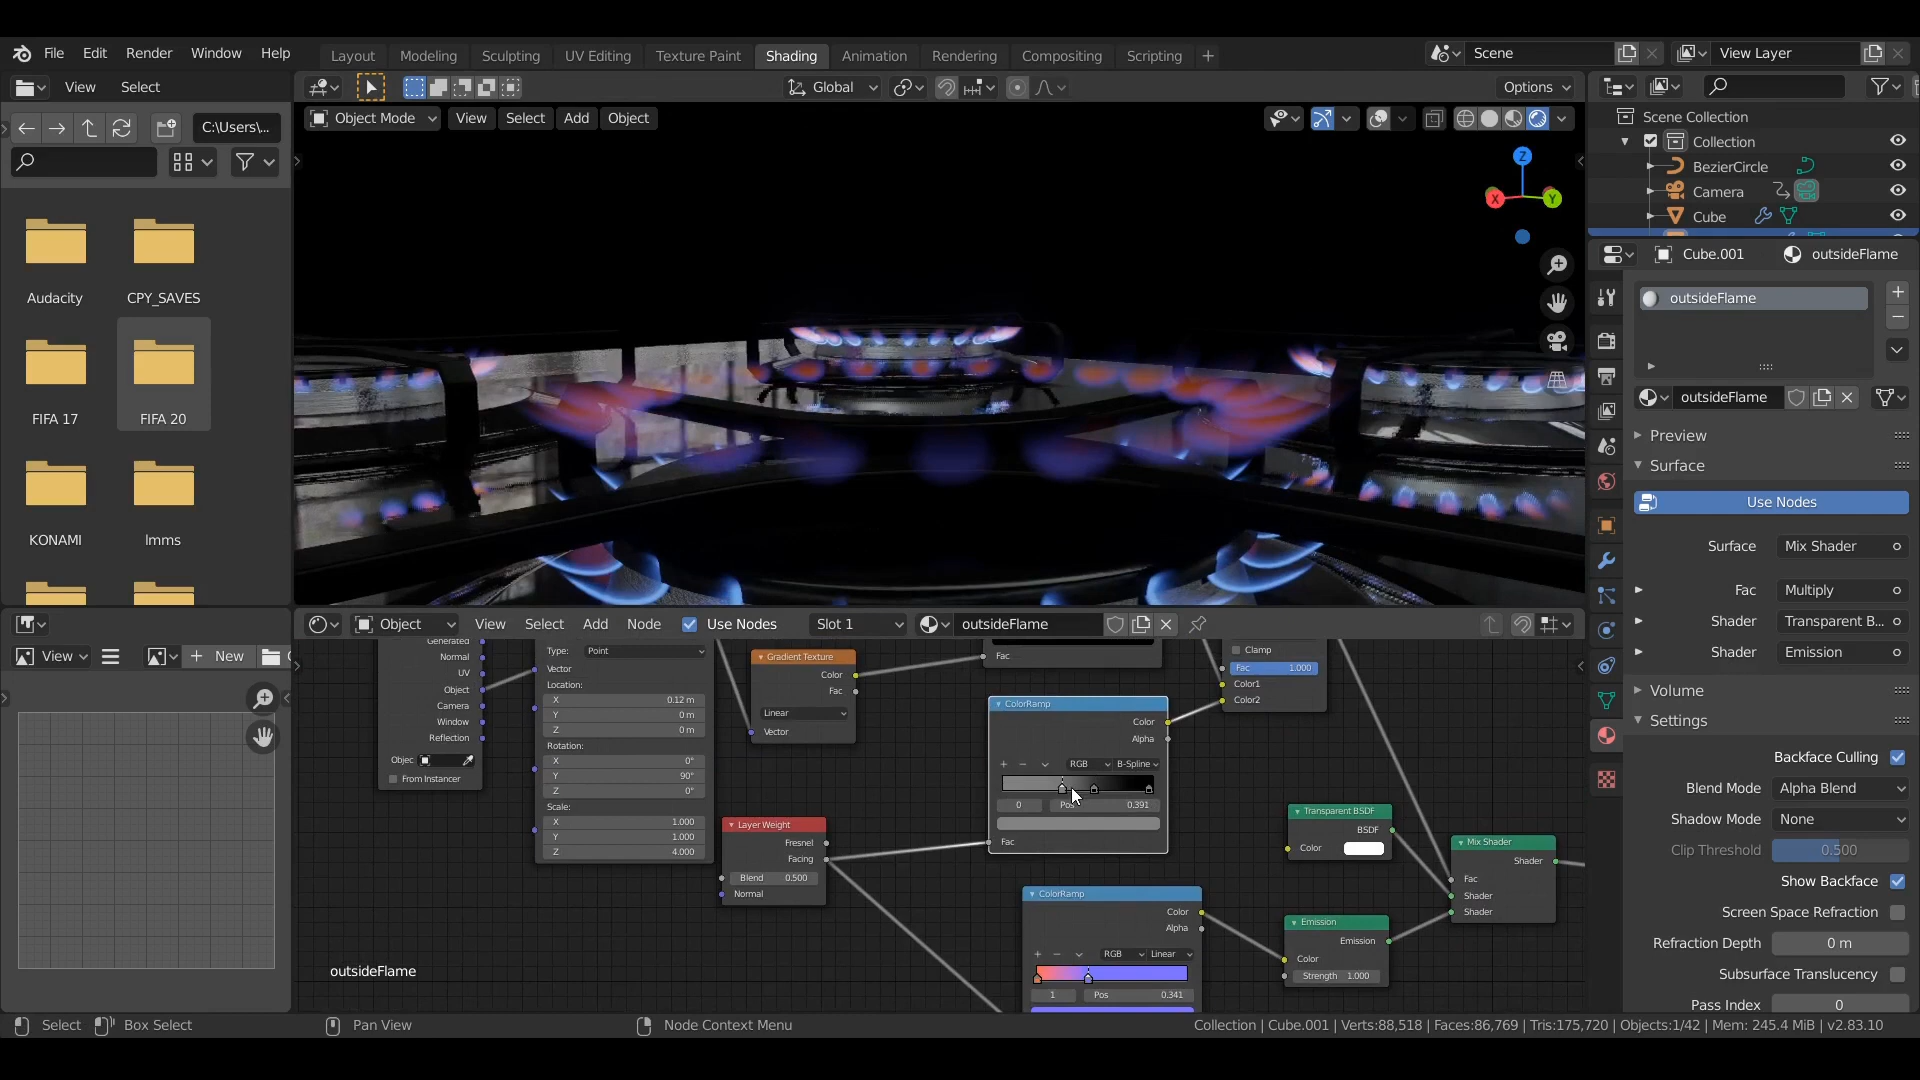 File Edit Render Window Help
Layout Modeling Sculpting UV Editing Texture Paint Shading Animation Rendering Compositing Scripting +
Scene
View Layer
View Select
Global
Options
C:\Users\...
Object Mode View Select Add Object
Audacity
CPY_SAVES
FIFA 17
FIFA 20
KONAMI
lmms
Z
X
Y
Scene Collection
Collection
BezierCircle
Camera
Cube
Cube.001 outsideFlame
outsideFlame
outsideFlame
Preview
Surface
Use Nodes
Surface Mix Shader
Fac Multiply
Shader Transparent B...
Shader Emission
Volume
Settings
Backface Culling
Blend Mode Alpha Blend
Shadow Mode None
Clip Threshold 0.500
Show Backface
Screen Space Refraction
Refraction Depth 0 m
Subsurface Translucency
Pass Index 0
Object View Select Add Node Use Nodes Slot 1 outsideFlame
View + New
Generated
Normal
UV
Object
Camera
Window
Reflection
Objec
From Instancer
Type: Point
Vector
Location:
X 0.12 m
Y 0 m
Z 0 m
Rotation:
X 0°
Y 90°
Z 0°
Scale:
X 1.000
Y 1.000
Z 4.000
Gradient Texture
Color
Fac
Linear
Vector
Layer Weight
Fresnel
Facing
Blend 0.500
Normal
Fac
ColorRamp
Color
Alpha
RGB B-Spline
0 Pos 0.391
Fac
ColorRamp
Color
Alpha
RGB Linear
1 Pos 0.341
Clamp
Fac 1.000
Color1
Color2
Transparent BSDF
BSDF
Color
Emission
Emission
Color
Strength 1.000
Mix Shader
Shader
Fac
Shader
Shader
outsideFlame
Select Box Select Pan View Node Context Menu
Collection | Cube.001 | Verts:88,518 | Faces:86,769 | Tris:175,720 | Objects:1/42 | Mem: 245.4 MiB | v2.83.10